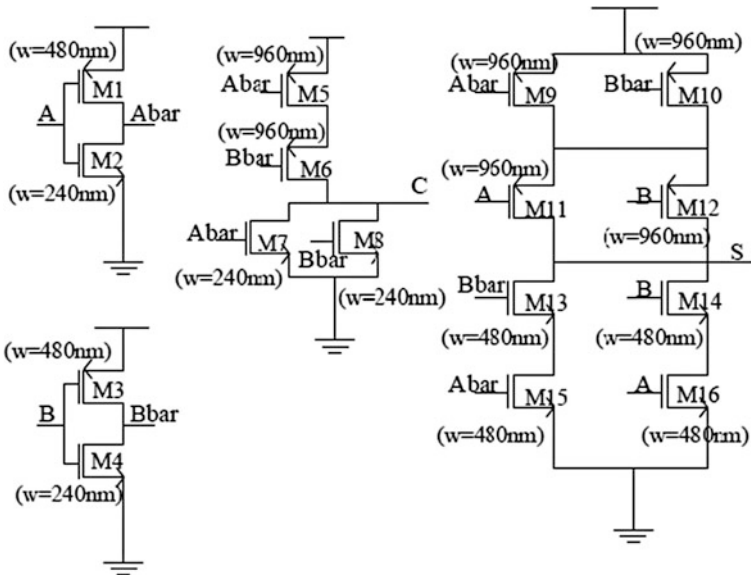 (w=480nm)
M1
A
Abar
M2
(w=240nm)
(w=480nm)
M3
B
Bbar
M4
(w=240nm)
(w=960nm)
Abar
M5
(w=960nm)
Bbar
M6
C
Abar
M7
M8
Bbar
(w=240nm)
(w=240nm)
(w=960nm)
(w=960nm)
Abar
M9
Bbar
M10
(w=960nm)
A
M11
B
M12
(w=960nm)
S
Bbar
M13
B
M14
(w=480nm)
(w=480nm)
Abar
M15
A
M16
(w=480nm)
(w=480nm)